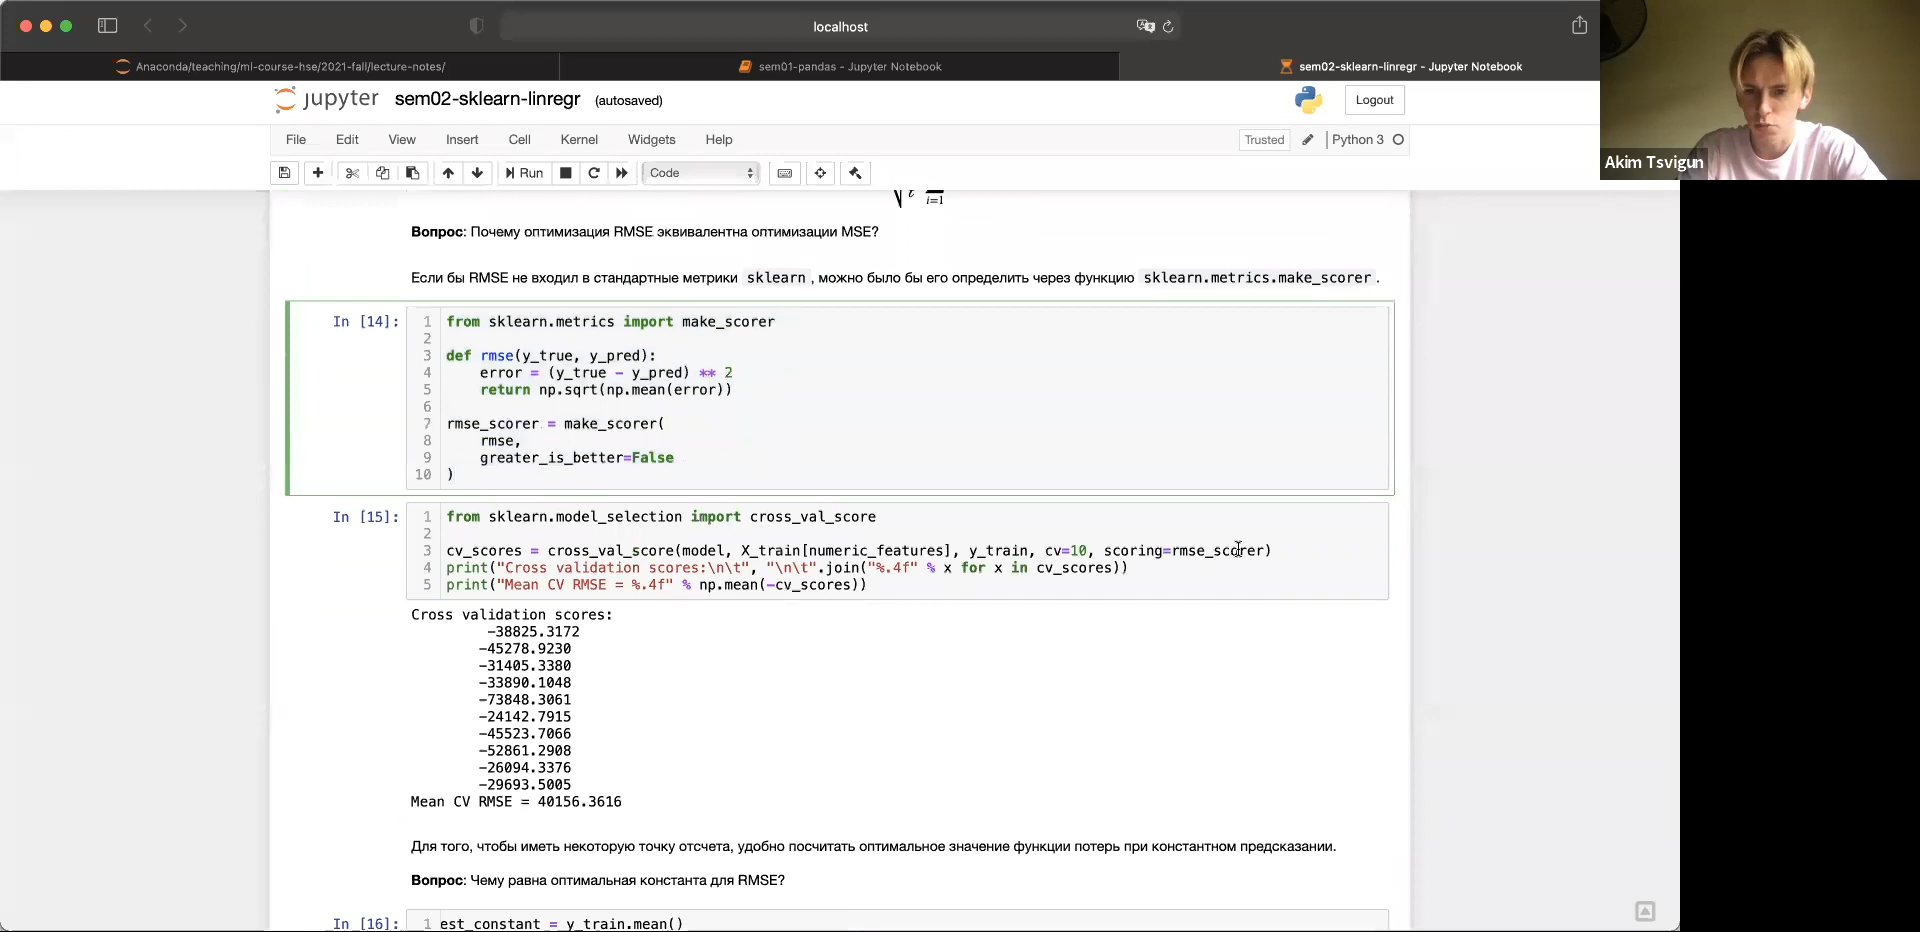 localhost
Anaconda/teaching/ml-course-hse/2021-fall/lecture-notes/
sem01-pandas - Jupyter Notebook
sem02-sklearn-linregr - Jupyter Notebook
Akim Tsvigun
jupyter sem02-sklearn-linregr (autosaved)
Logout
File Edit View Insert Cell Kernel Widgets Help
Trusted Python 3
Run Code
i=1
Вопрос: Почему оптимизация RMSE эквивалентна оптимизации MSE?
Если бы RMSE не входил в стандартные метрики sklearn , можно было бы его определить через функцию sklearn.metrics.make_scorer .
In [14]:
1 from sklearn.metrics import make_scorer
2
3 def rmse(y_true, y_pred):
4 error = (y_true - y_pred) ** 2
5 return np.sqrt(np.mean(error))
6
7 rmse_scorer = make_scorer(
8 rmse,
9 greater_is_better=False
10 )
In [15]:
1 from sklearn.model_selection import cross_val_score
2
3 cv_scores = cross_val_score(model, X_train[numeric_features], y_train, cv=10, scoring=rmse_scorer)
4 print("Cross validation scores:\n\t", "\n\t".join("%.4f" % x for x in cv_scores))
5 print("Mean CV RMSE = %.4f" % np.mean(-cv_scores))
Cross validation scores:
-38825.3172
-45278.9230
-31405.3380
-33890.1048
-73848.3061
-24142.7915
-45523.7066
-52861.2908
-26094.3376
-29693.5005
Mean CV RMSE = 40156.3616
Для того, чтобы иметь некоторую точку отсчета, удобно посчитать оптимальное значение функции потерь при константном предсказании.
Вопрос: Чему равна оптимальная константа для RMSE?
In [16]:
1 est_constant = y_train.mean()